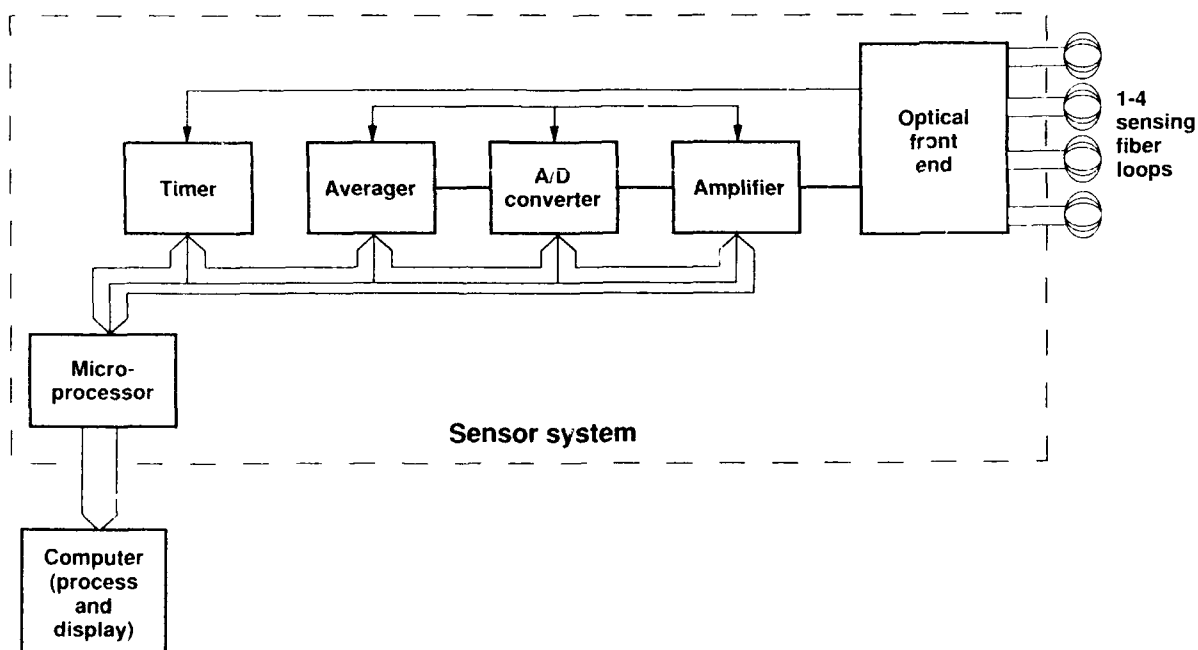 Optical
front
end
1-4
sensing
fiber
loops
Timer
Averager
A/D
converter
Amplifier
Micro-
processor
Sensor system
Computer
(process
and
display)